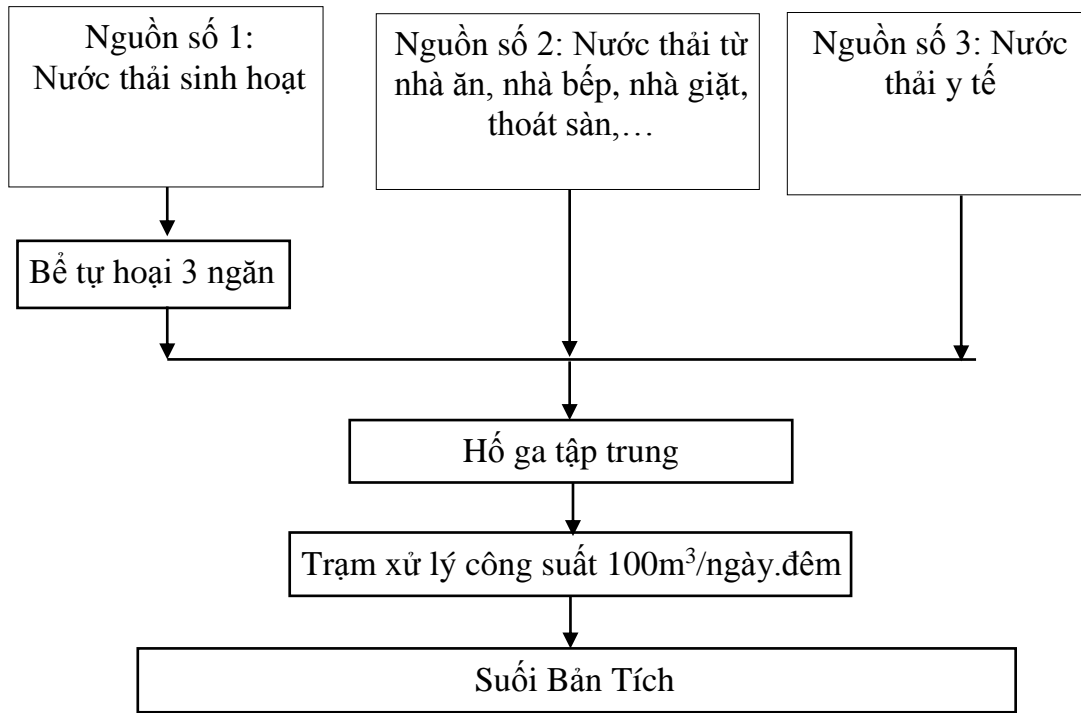 Nguồn số 1:
Nước thải sinh hoạt
Nguồn số 2: Nước thải từ
nhà ăn, nhà bếp, nhà giặt,
thoát sàn,…
Nguồn số 3: Nước
thải y tế
Bể tự hoại 3 ngăn
Hố ga tập trung
Trạm xử lý công suất 100m³/ngày.đêm
Suối Bản Tích